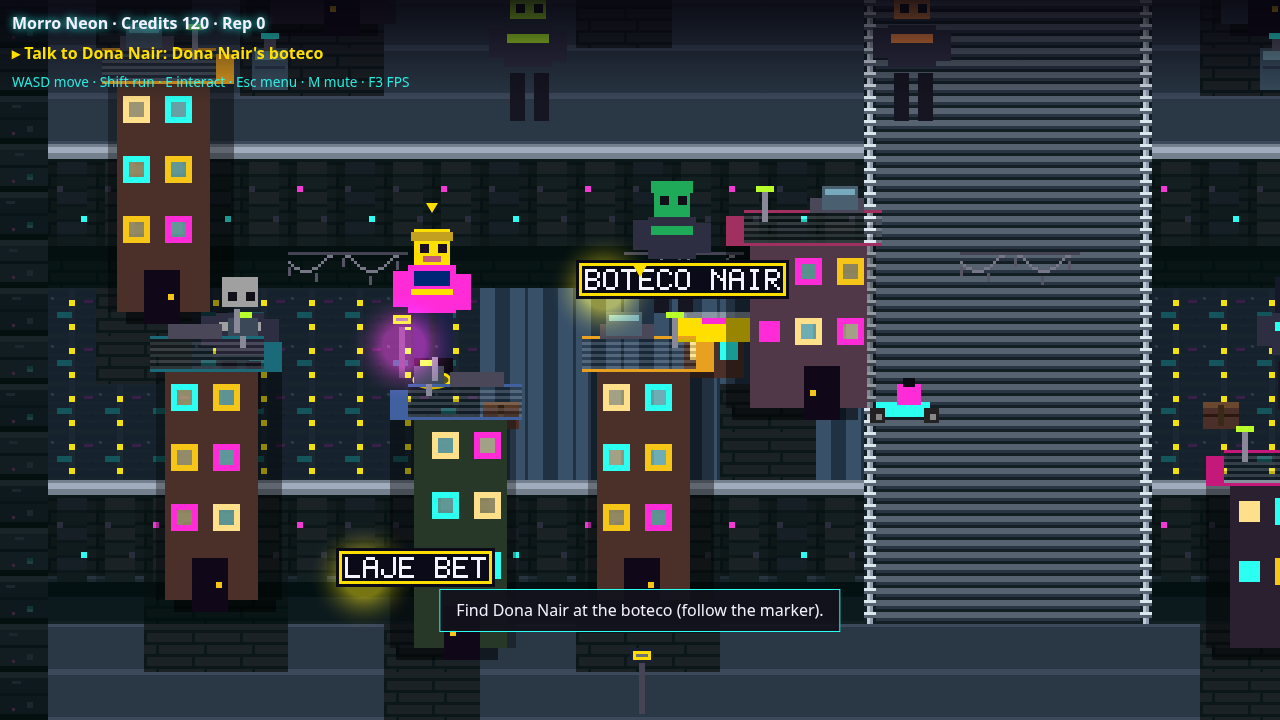 Morro Neon · Credits 120 · Rep 0
▸ Talk to Dona Nair: Dona Nair's boteco
WASD move · Shift run · E interact · Esc menu · M mute · F3 FPS
BOTECO NAIR
LAJE BET
Find Dona Nair at the boteco (follow the marker).